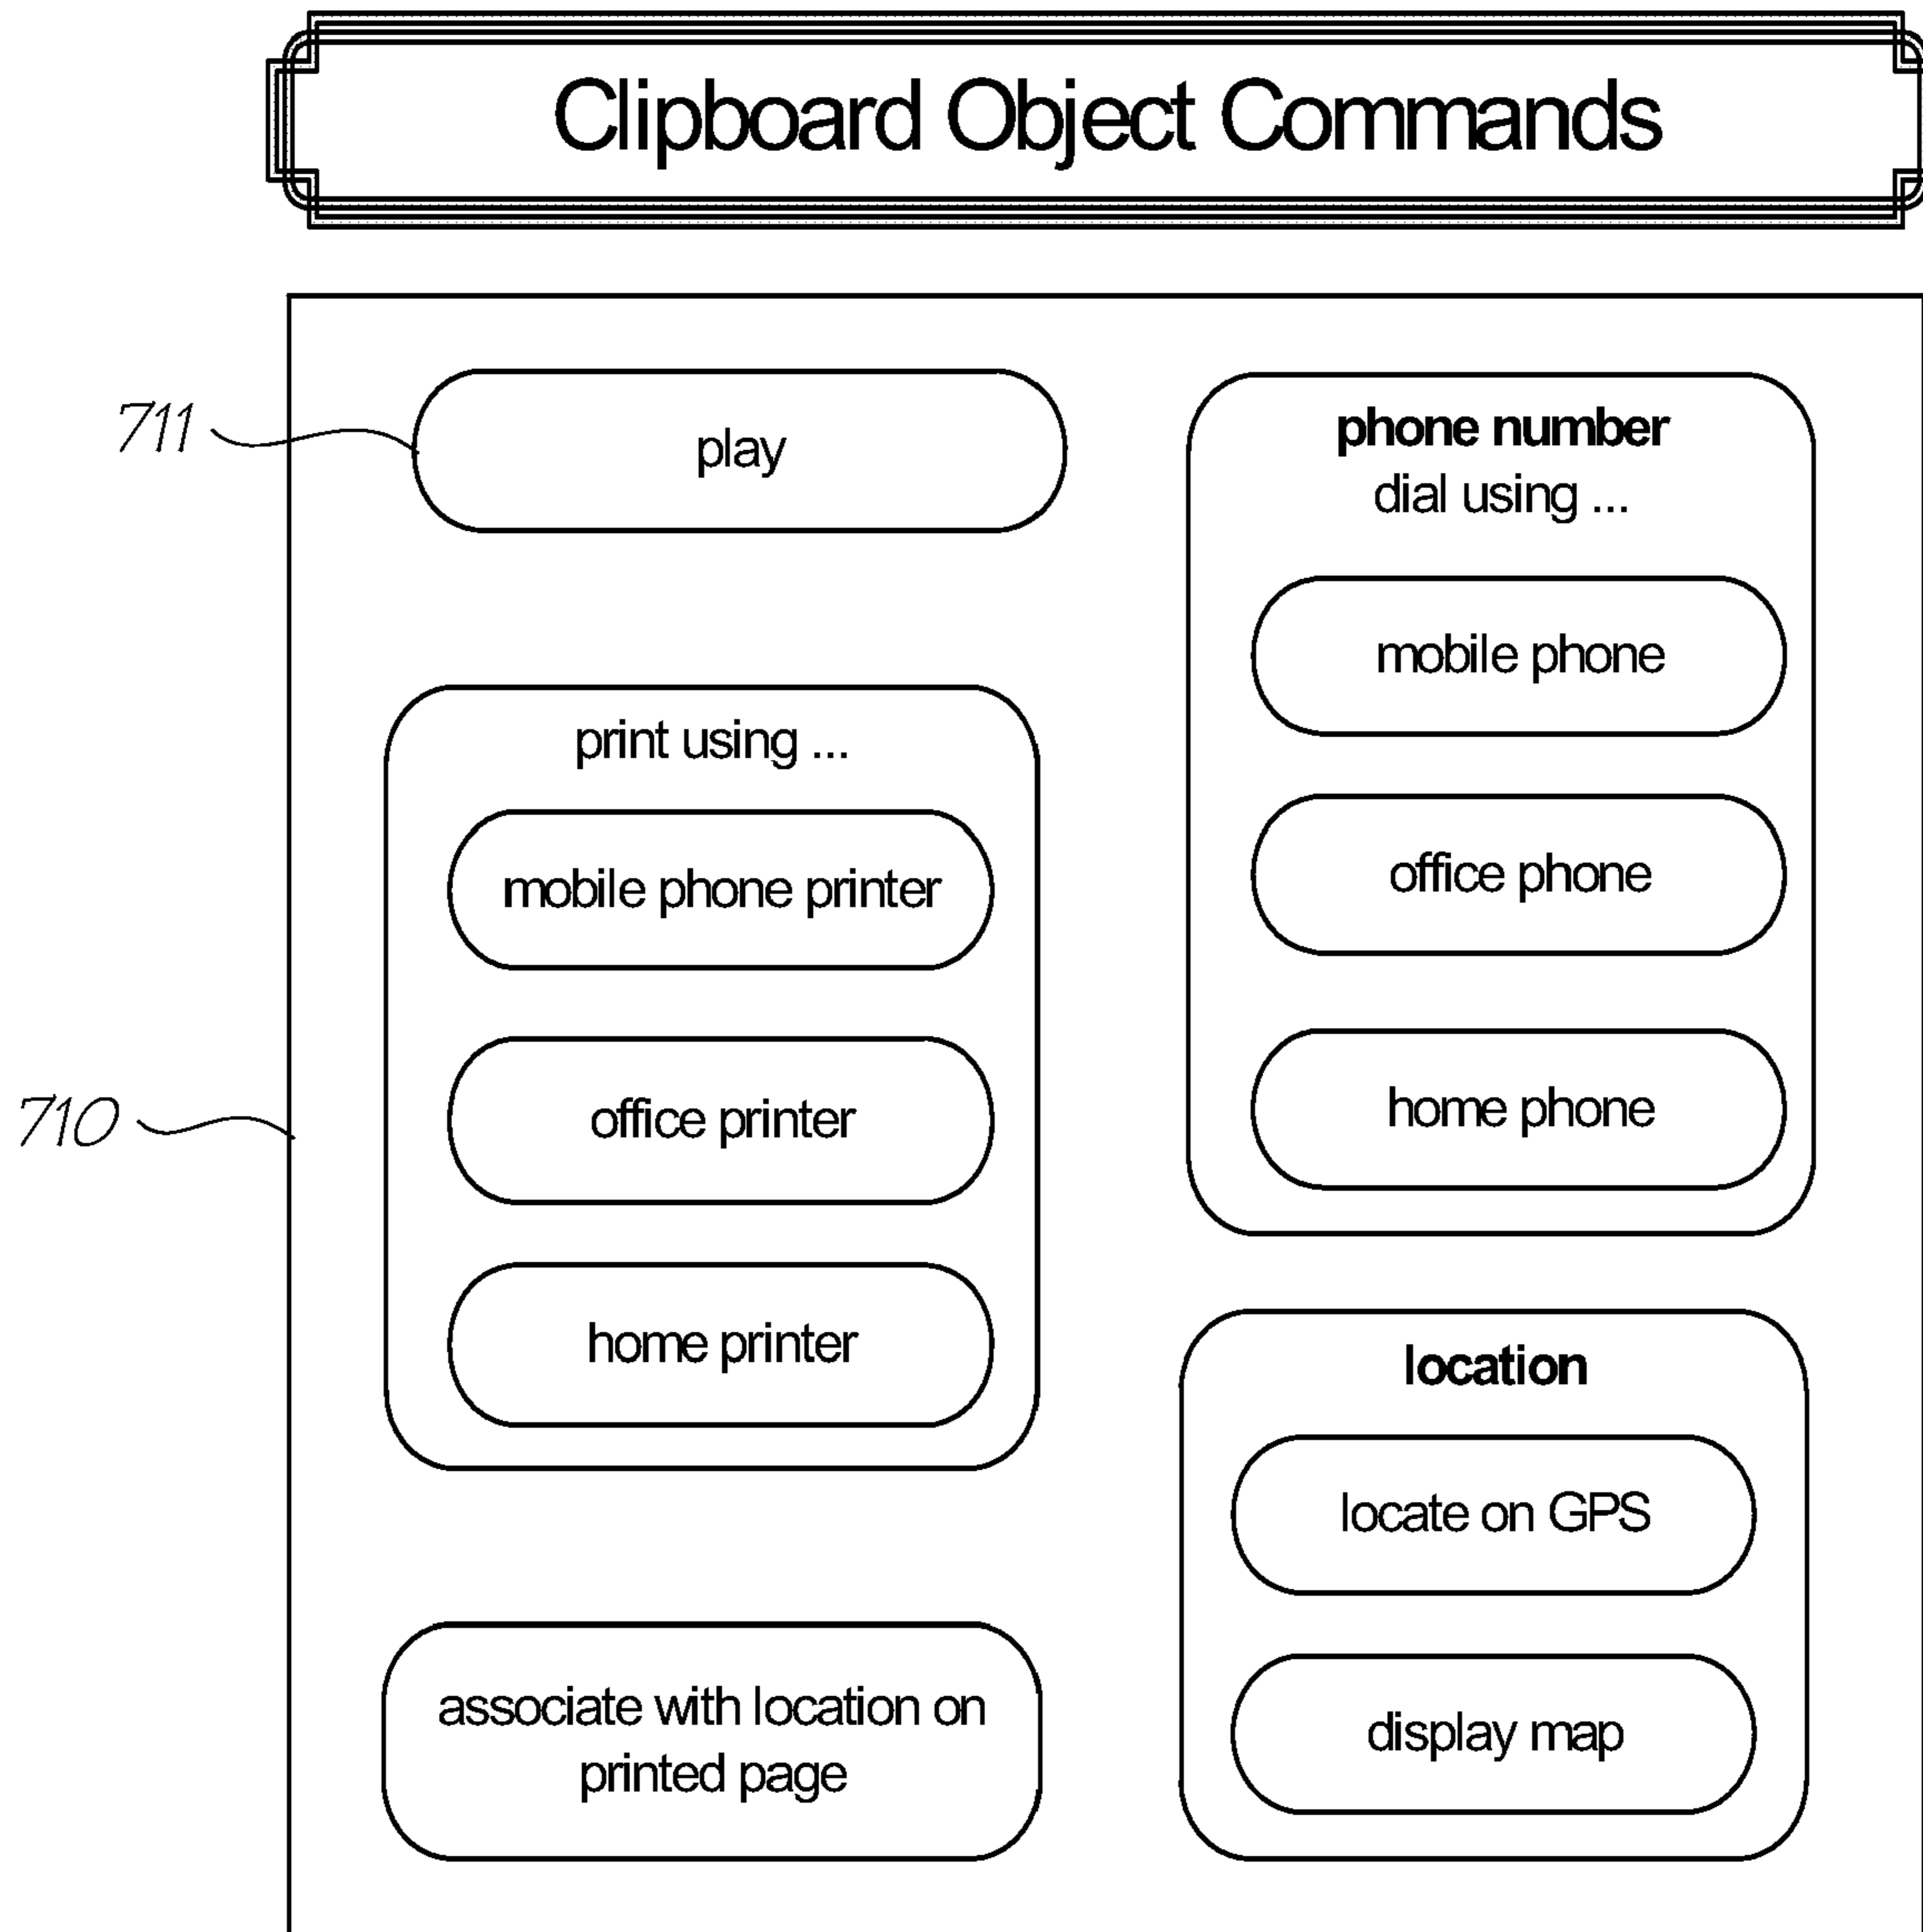 Clipboard Object Commands
711
play
print using ...
mobile phone printer
office printer
home printer
710
associate with location on
printed page
phone number
dial using ...
mobile phone
office phone
home phone
location
locate on GPS
display map